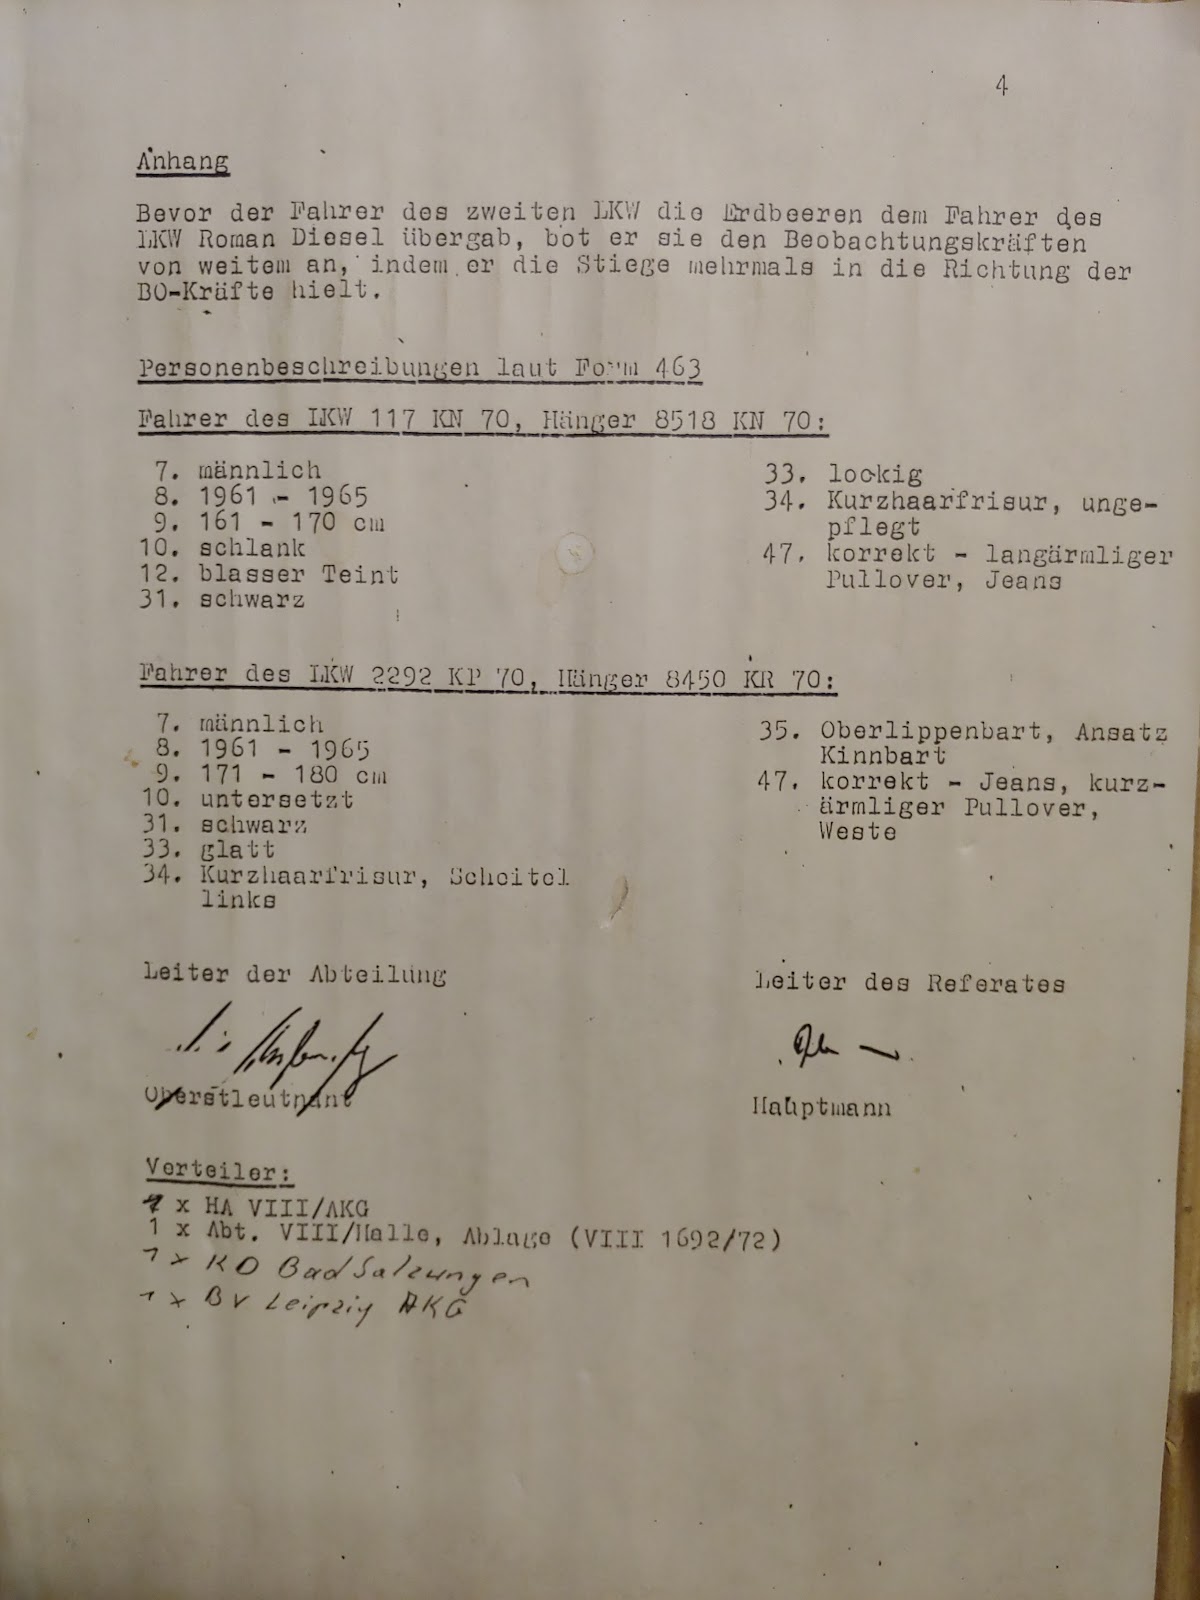 4
Anhang
Bevor der Fahrer des zweiten LKW die Erdbeeren dem Fahrer des
LKW Roman Diesel übergab, bot er sie den Beobachtungskräften
von weitem an, indem er die Stiege mehrmals in die Richtung der
BO-Kräfte hielt.
Personenbeschreibungen laut Form 463
Fahrer des LKW 117 KN 70, Hänger 8518 KN 70:
7. männlich
8. 1961 - 1965
9. 161 - 170 cm
10. schlank
12. blasser Teint
31. schwarz
33. lockig
34. Kurzhaarfrisur, unge-
pflegt
47. korrekt - langärmliger
Pullover, Jeans
Fahrer des LKW 2292 KP 70, Hänger 8450 KR 70:
7. männlich
8. 1961 - 1965
9. 171 - 180 cm
10. untersetzt
31. schwarz
33. glatt
34. Kurzhaarfrisur, Scheitel
links
35. Oberlippenbart, Ansatz
Kinnbart
47. korrekt - Jeans, kurz-
ärmliger Pullover,
Weste
Leiter der Abteilung
Oberstleutnant
Leiter des Referates
Hauptmann
Verteiler:
1 x HA VIII/AKG
1 x Abt. VIII/Halle, Ablage (VIII 1692/72)
1 x KD Bad Salzungen
1 x BV Leipzig AKG